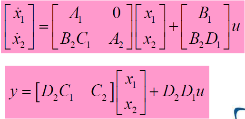 [ẋ₁; ẋ₂] = [A₁ 0; B₂C₁ A₂][x₁; x₂] + [B₁; B₂D₁]u
y = [D₂C₁ C₂][x₁; x₂] + D₂D₁u